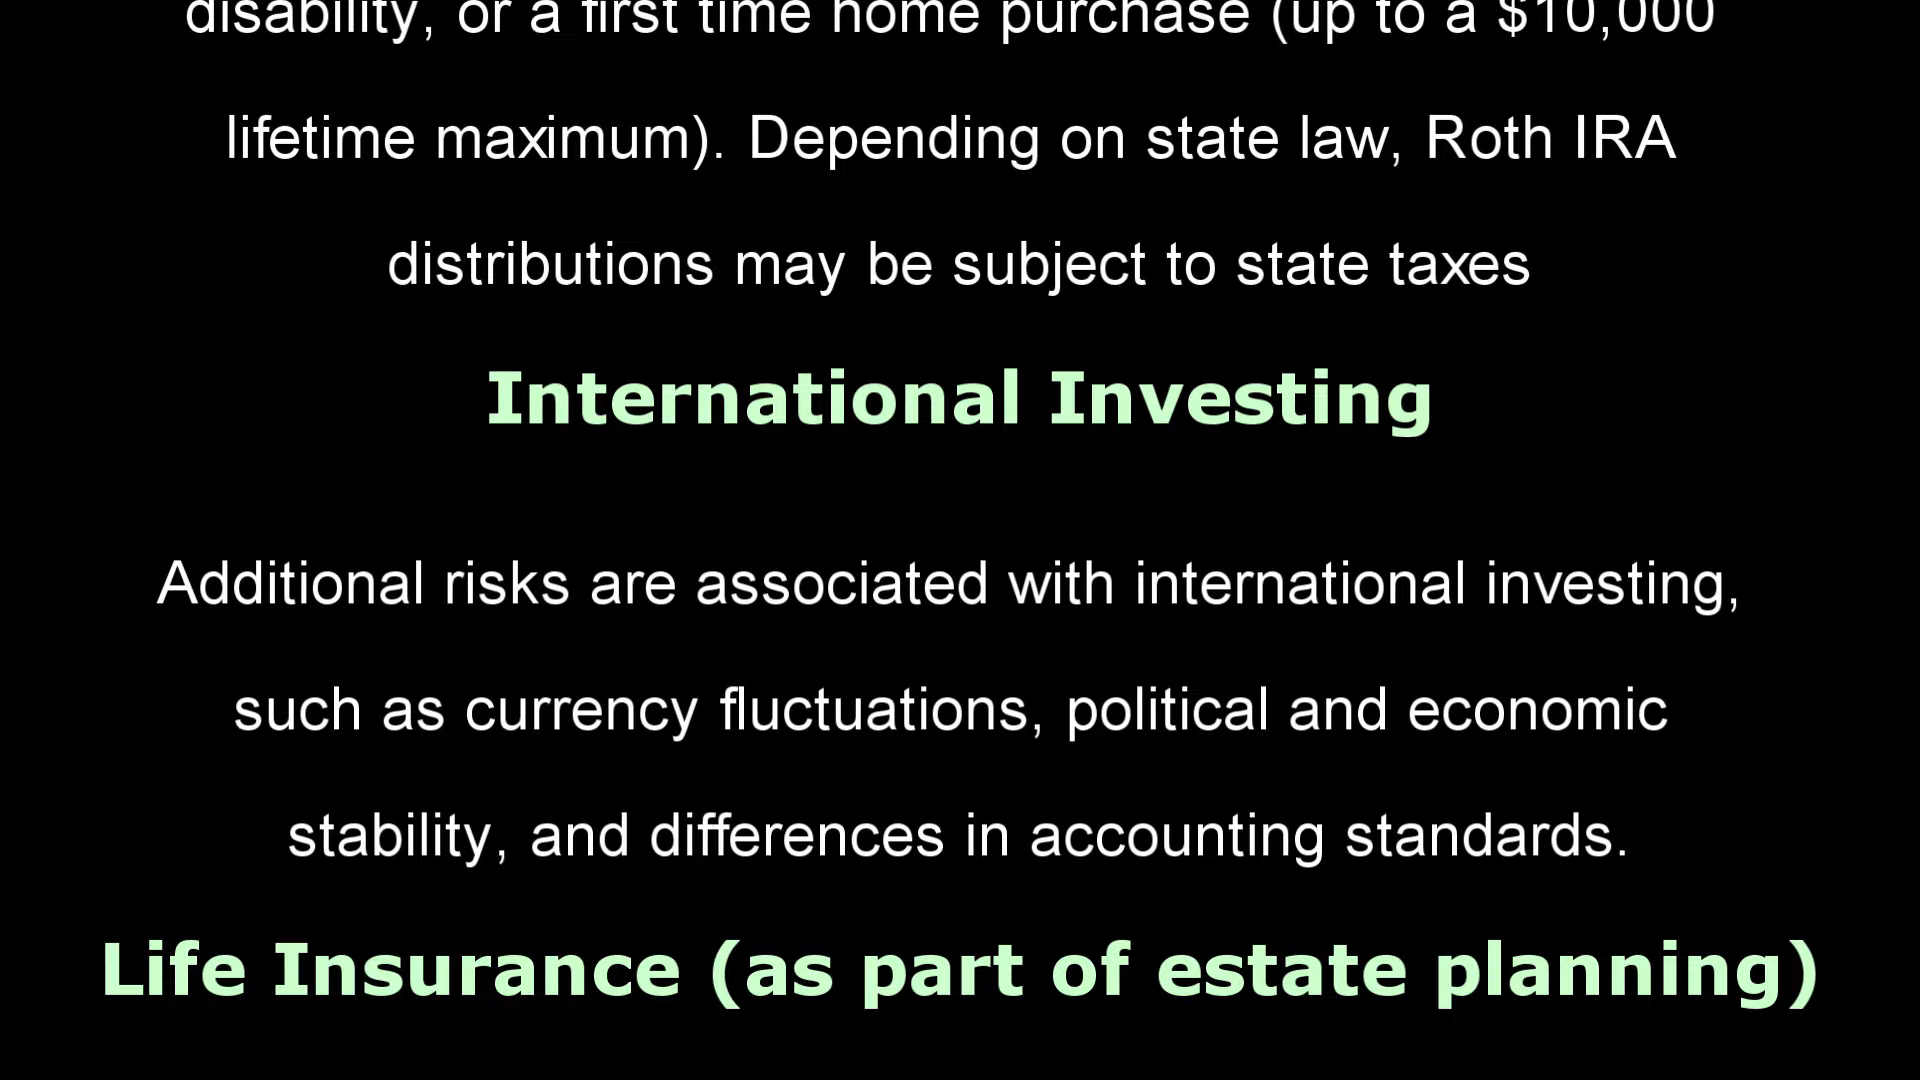 disability, or a first time home purchase (up to a $10,000
lifetime maximum). Depending on state law, Roth IRA
distributions may be subject to state taxes
International Investing
Additional risks are associated with international investing,
such as currency fluctuations, political and economic
stability, and differences in accounting standards.
Life Insurance (as part of estate planning)